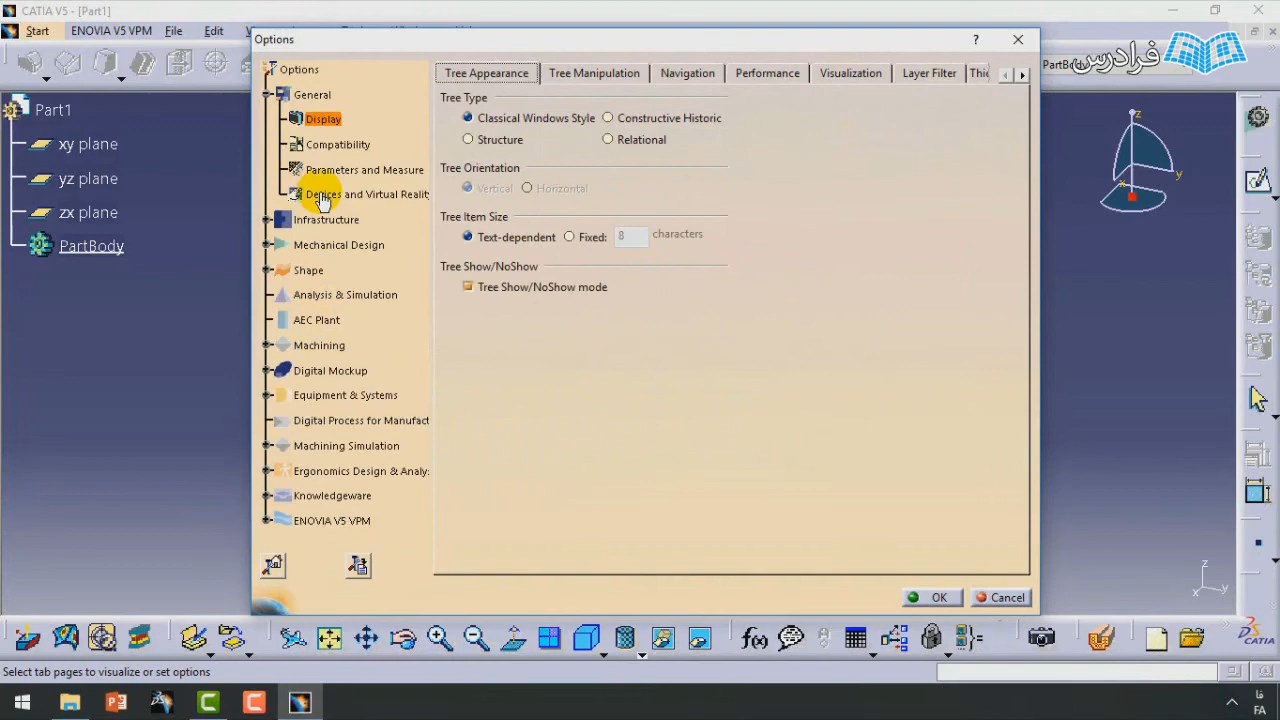 CATIA V5 - [Part1]
Start ENOVIA V5 VPM File Edit
Options ?
فرادرس
PartBody
Part1
xy plane
yz plane
zx plane
PartBody
Options
General
Display
Compatibility
Parameters and Measure
Devices and Virtual Reality
Infrastructure
Mechanical Design
Shape
Analysis & Simulation
AEC Plant
Machining
Digital Mockup
Equipment & Systems
Digital Process for Manufact
Machining Simulation
Ergonomics Design & Analy:
Knowledgeware
ENOVIA V5 VPM
Tree Appearance Tree Manipulation Navigation Performance Visualization Layer Filter Thic
Tree Type
Classical Windows Style Constructive Historic
Structure Relational
Tree Orientation
Vertical Horizontal
Tree Item Size
Text-dependent Fixed: 8 characters
Tree Show/NoShow
Tree Show/NoShow mode
OK Cancel
z
y
x
z
x y
f(x)
CATIA
Select tab pages to visualize or set options
فا
FA